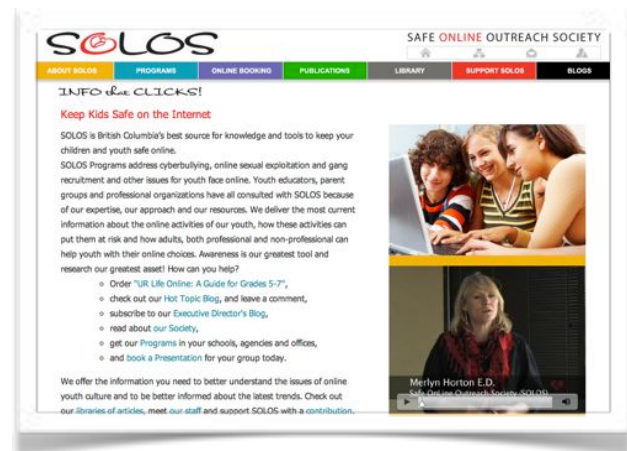 SOLOS
SAFE ONLINE OUTREACH SOCIETY
ABOUT SOLOS PROGRAMS ONLINE BOOKING PUBLICATIONS LIBRARY SUPPORT SOLOS BLOGS
INFO that CLICKS!
Keep Kids Safe on the Internet
SOLOS is British Columbia's best source for knowledge and tools to keep your
children and youth safe online.
SOLOS Programs address cyberbullying, online sexual exploitation and gang
recruitment and other issues for youth face online. Youth educators, parent
groups and professional organizations have all consulted with SOLOS because
of our expertise, our approach and our resources. We deliver the most current
information about the online activities of our youth, how these activities can
put them at risk and how adults, both professional and non-professional can
help youth with their online choices. Awareness is our greatest tool and
research our greatest asset! How can you help?
Order "UR Life Online: A Guide for Grades 5-7",
check out our Hot Topic Blog, and leave a comment,
subscribe to our Executive Director's Blog,
read about our Society,
get our Programs in your schools, agencies and offices,
and book a Presentation for your group today.
We offer the information you need to better understand the issues of online
youth culture and to be better informed about the latest trends. Check out
our libraries of articles, meet our staff and support SOLOS with a contribution.
Merlyn Horton E.D.
Safe OnLine Outreach Society (SOLOS)